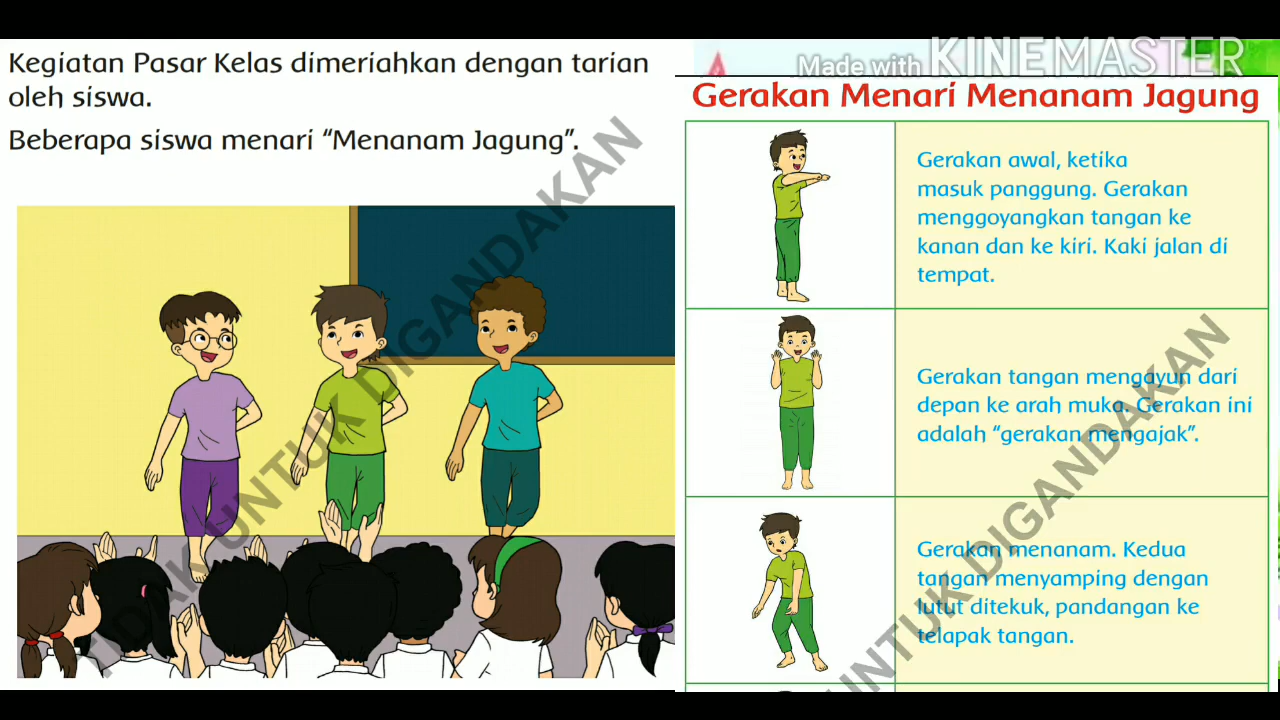 Kegiatan Pasar Kelas dimeriahkan dengan tarian
oleh siswa.
Beberapa siswa menari “Menanam Jagung”.
TIDAK UNTUK DIGANDAKAN
Made with KINEMASTER
Gerakan Menari Menanam Jagung
Gerakan awal, ketika
masuk panggung. Gerakan
menggoyangkan tangan ke
kanan dan ke kiri. Kaki jalan di
tempat.
Gerakan tangan mengayun dari
depan ke arah muka. Gerakan ini
adalah “gerakan mengajak”.
Gerakan menanam. Kedua
tangan menyamping dengan
lutut ditekuk, pandangan ke
telapak tangan.
UNTUK DIGANDAKAN